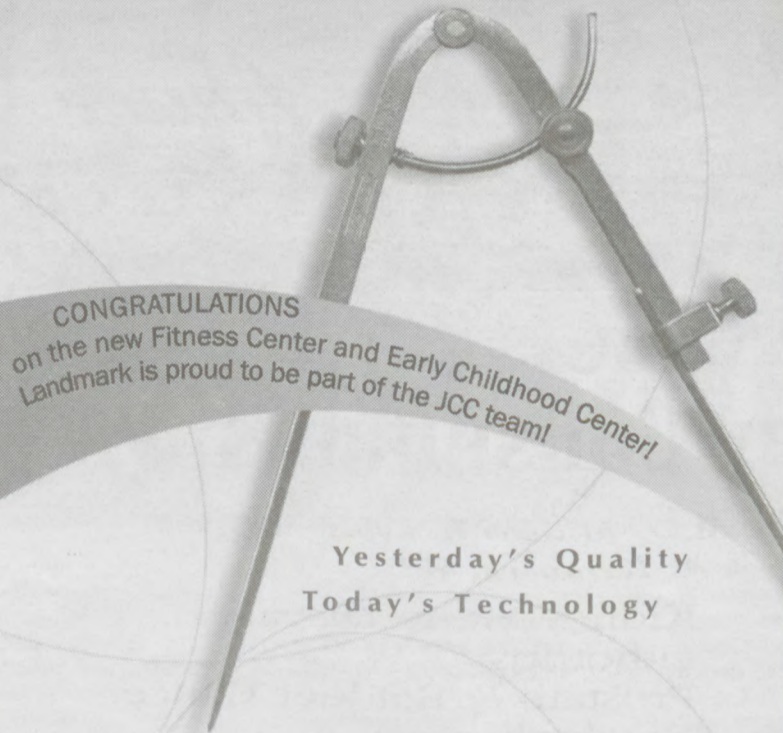 CONGRATULATIONS
on the new Fitness Center and Early Childhood Center!
Landmark is proud to be part of the JCC team!
Yesterday's Quality
Today's Technology